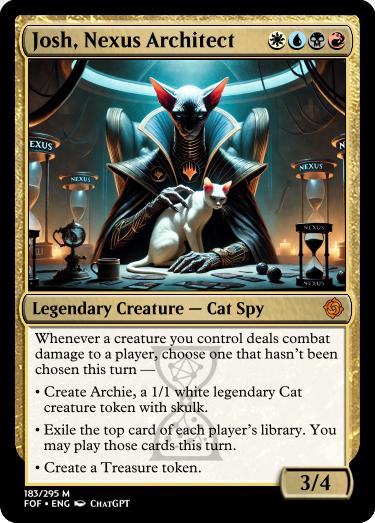 Josh, Nexus Architect
NEXUS
NEXUS
NEXUS
NEXUS
NEXUS
NEXUS
Legendary Creature — Cat Spy
Whenever a creature you control deals combat
damage to a player, choose one that hasn't been
chosen this turn —
• Create Archie, a 1/1 white legendary Cat
creature token with skulk.
• Exile the top card of each player's library. You
may play those cards this turn.
• Create a Treasure token.
3/4
183/295 M
FOF • ENG ChatGPT